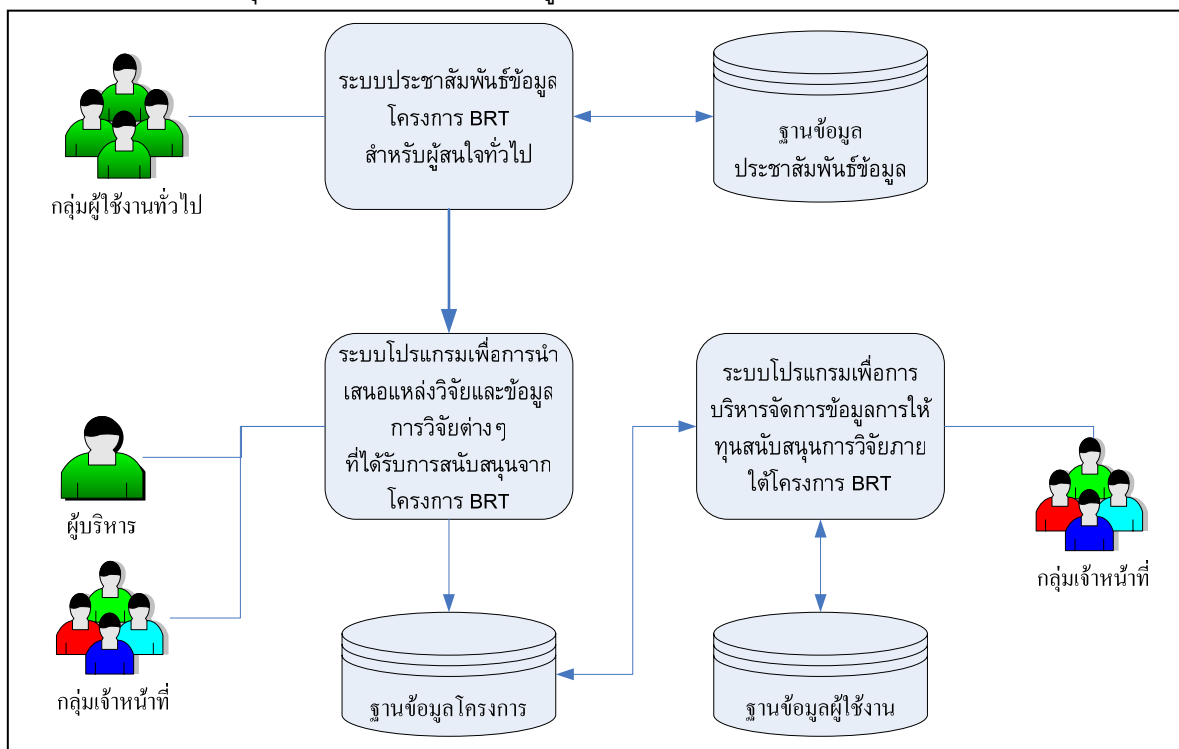 ระบบประชาสัมพันธ์ข้อมูล
โครงการ BRT
สำหรับผู้สนใจทั่วไป
ฐานข้อมูล
ประชาสัมพันธ์ข้อมูล
กลุ่มผู้ใช้งานทั่วไป
ระบบโปรแกรมเพื่อการนำ
เสนอแหล่งวิจัยและข้อมูล
การวิจัยต่างๆ
ที่ได้รับการสนับสนุนจาก
โครงการ BRT
ระบบโปรแกรมเพื่อการ
บริหารจัดการข้อมูลการให้
ทุนสนับสนุนการวิจัยภาย
ใต้โครงการ BRT
ผู้บริหาร
กลุ่มเจ้าหน้าที่
กลุ่มเจ้าหน้าที่
ฐานข้อมูลโครงการ
ฐานข้อมูลผู้ใช้งาน